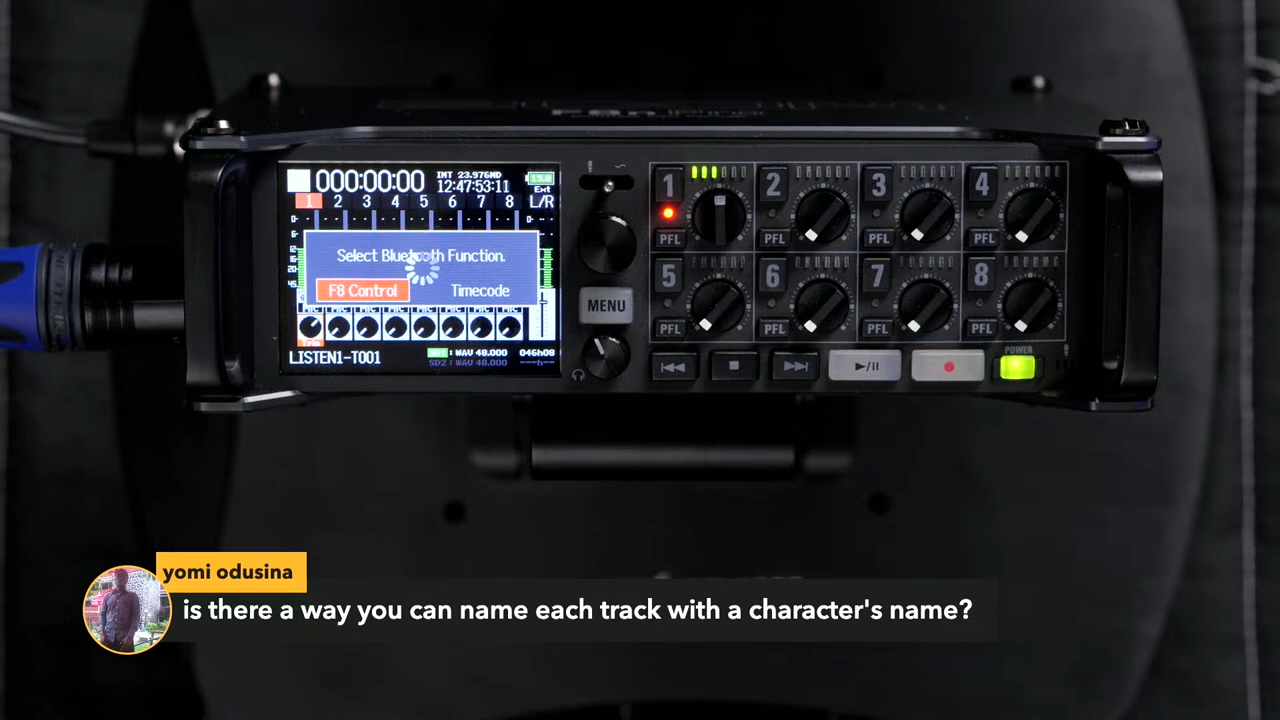 000:00:00
INT 23.976ND
12:47:53:11
Ext
1 2 3 4 5 6 7 8 L/R
Select Bluetooth Function.
F8 Control
Timecode
LISTEN1-T001
SD1: WAV 48.000
SD2: WAV 48.000
046h08
MENU
1 2 3 4
PFL PFL PFL PFL
5 6 7 8
PFL PFL PFL PFL
POWER
yomi odusina
is there a way you can name each track with a character's name?